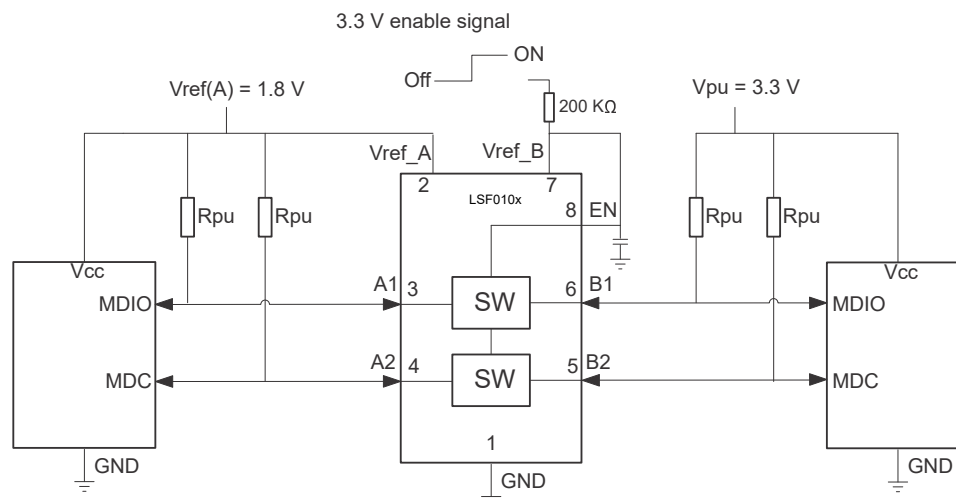 3.3 V enable signal
ON
Off
Vref(A) = 1.8 V
Vpu = 3.3 V
200 KΩ
Vref_A
Vref_B
2
7
LSF010x
8
EN
Rpu
Rpu
Rpu
Rpu
Vcc
Vcc
MDIO
A1
3
SW
6
B1
MDIO
MDC
A2
4
SW
5
B2
MDC
1
GND
GND
GND